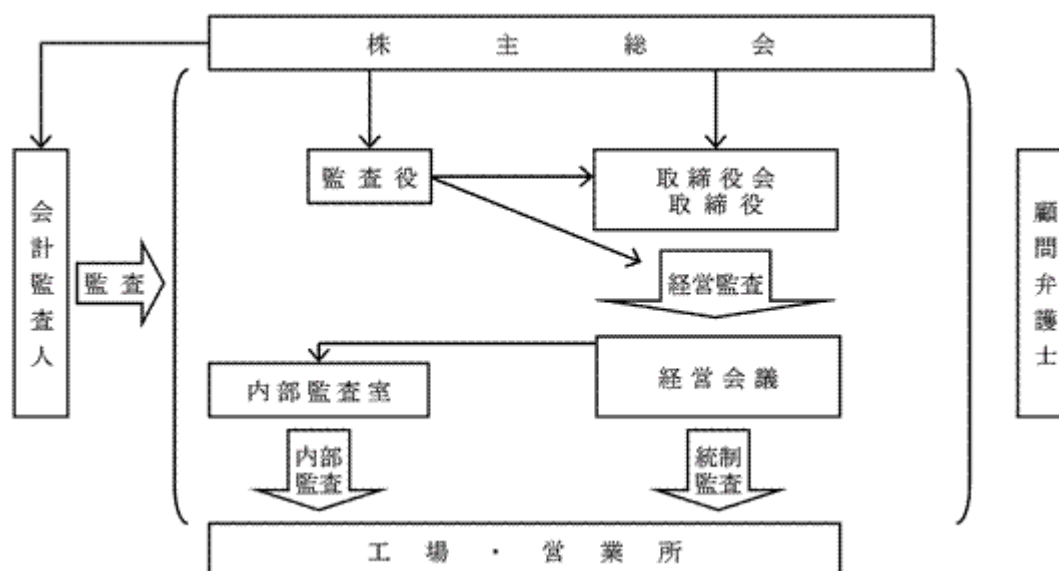 株主総会
監査役
取締役会
取締役
会計監査人
監査
経営監査
顧問弁護士
内部監査室
経営会議
内部
監査
統制
監査
工場・営業所